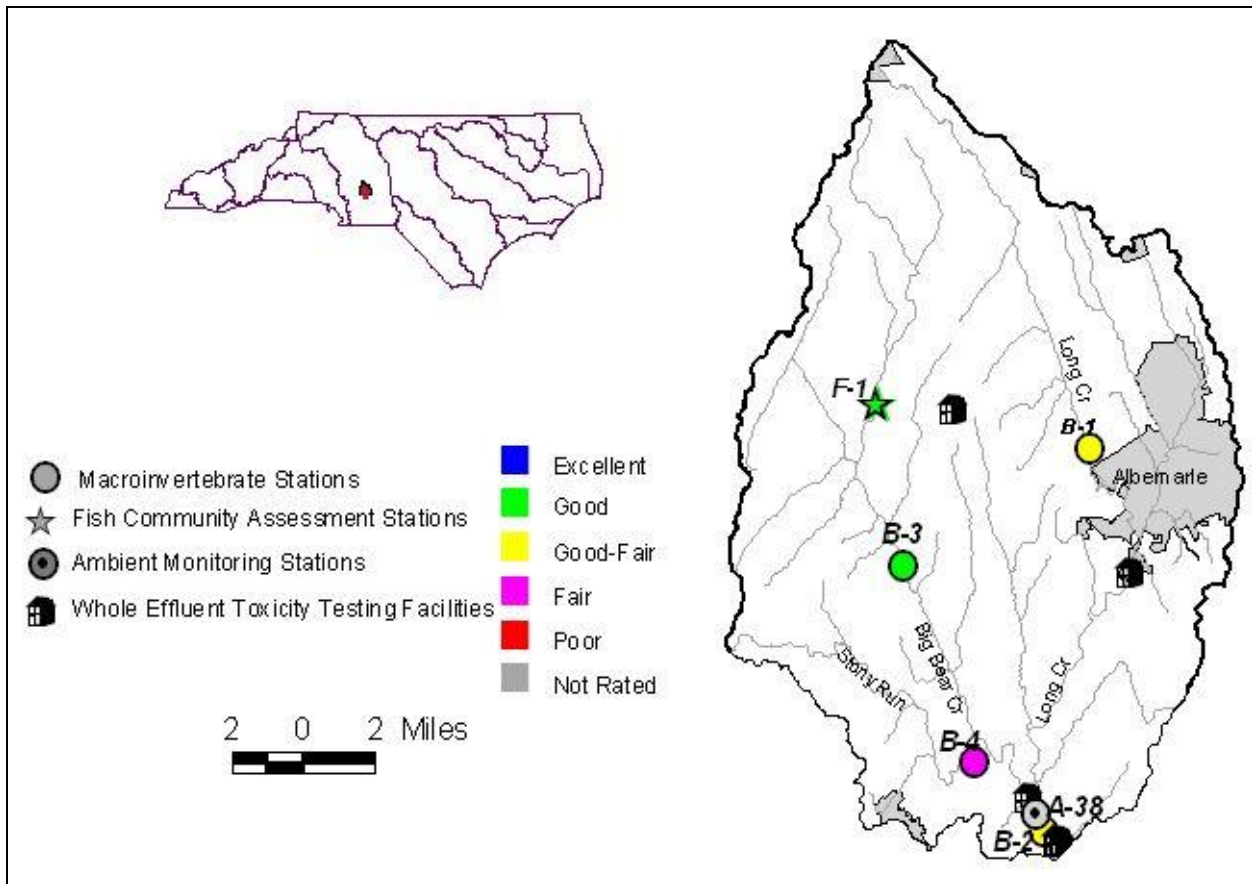 Macroinvertebrate Stations
Fish Community Assessment Stations
Ambient Monitoring Stations
Whole Effluent Toxicity Testing Facilities
Excellent
Good
Good-Fair
Fair
Poor
Not Rated
2 0 2 Miles
Long Cr
F-1
B-1
Albemarle
B-3
Big Bear Cr
Stony Run
Long Cr
B-4
A-38
B-2